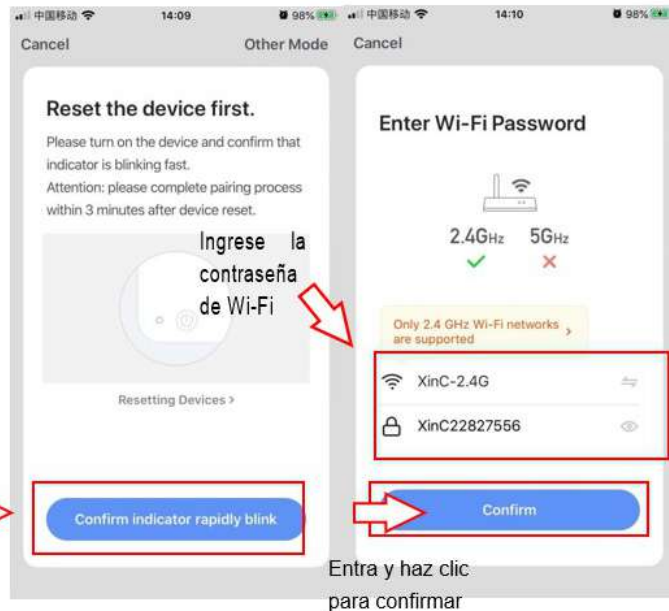 中国移动 14:09 98%
Cancel Other Mode
Reset the device first.
Please turn on the device and confirm that
indicator is blinking fast.
Attention: please complete pairing process
within 3 minutes after device reset.
Resetting Devices >
Confirm indicator rapidly blink
Ingrese la
contraseña
de Wi-Fi
中国移动 14:10 98%
Cancel
Enter Wi-Fi Password
2.4GHz 5GHz
Only 2.4 GHz Wi-Fi networks >
are supported
XinC-2.4G
XinC22827556
Confirm
Entra y haz clic
para confirmar